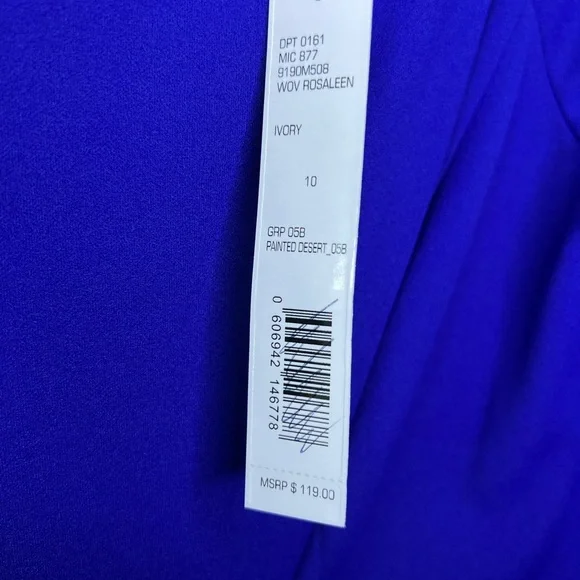 DPT 0161
MIC 877
9190M508
WOV ROSALEEN
IVORY
10
GRP 05B
PAINTED DESERT_05B
0 606942 146778
MSRP $ 119.00